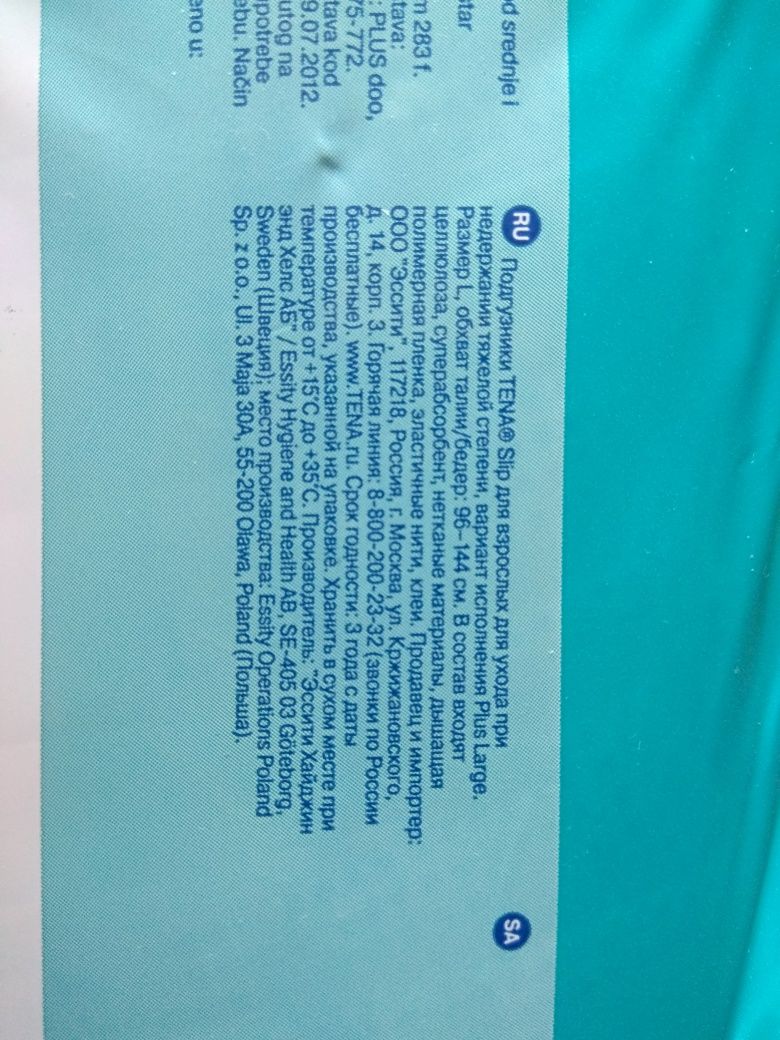 od srednje i
star
m 2831.
tava:
: PLUS doo,
75-772.
tava kod
9.07.2012.
utog na
potrebe.
ebu. Način
eno u:
RU Подгузники TENA® Slip для взрослых для ухода при
недержании тяжелой степени, вариант исполнения Plus Large.
Размер L, обхват талии/бедер: 96–144 см. В состав входят
целлюлоза, суперабсорбент, нетканые материалы, дышащая
полимерная пленка, эластичные нити, клеи. Продавец и импортер:
ООО "Эссити", 117218, Россия, г. Москва, ул. Кржижановского,
д. 14, корп. 3. Горячая линия: 8-800-200-23-32 (звонки по России
бесплатные). www.TENA.ru. Срок годности: 3 года с даты
производства, указанной на упаковке. Хранить в сухом месте при
температуре от +15°C до +35°C. Производитель: "Эссити Хайджин
энд Хелс АБ" / Essity Hygiene and Health AB, SE-405 03 Göteborg,
Sweden (Швеция); место производства: Essity Operations Poland
Sp. z o.o., Ul. 3 Maja 30A, 55-200 Oława, Poland (Польша).
SA